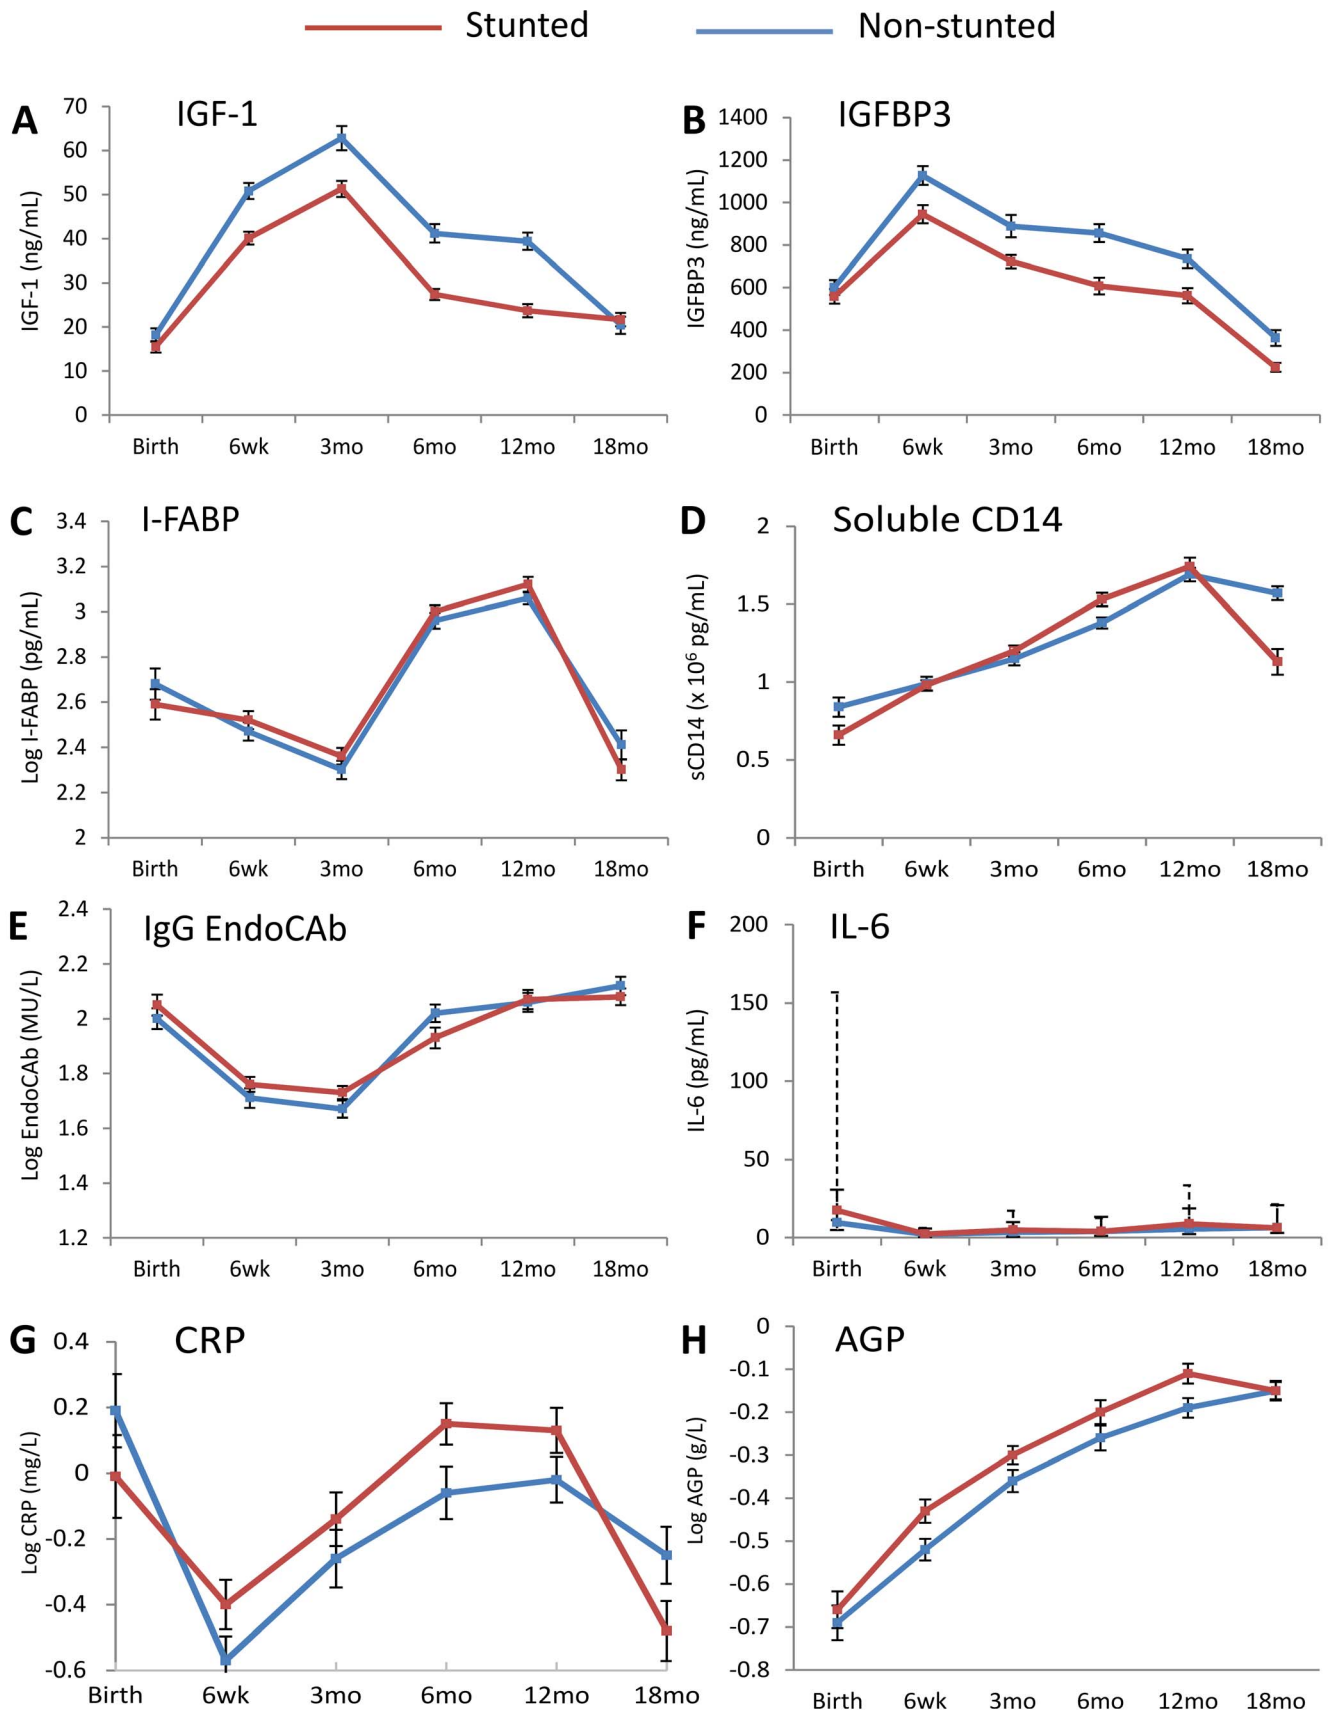 Stunted Non-stunted
A IGF-1
IGF-1 (ng/mL)
70
60
50
40
30
20
10
0
Birth 6wk 3mo 6mo 12mo 18mo
B IGFBP3
IGFBP3 (ng/mL)
1400
1200
1000
800
600
400
200
0
Birth 6wk 3mo 6mo 12mo 18mo
C I-FABP
Log I-FABP (pg/mL)
3.4
3.2
3
2.8
2.6
2.4
2.2
2
Birth 6wk 3mo 6mo 12mo 18mo
D Soluble CD14
sCD14 (x 10⁶ pg/mL)
2
1.5
1
0.5
0
Birth 6wk 3mo 6mo 12mo 18mo
E IgG EndoCAb
Log EndoCAb (MU/L)
2.4
2.2
2
1.8
1.6
1.4
1.2
Birth 6wk 3mo 6mo 12mo 18mo
F IL-6
IL-6 (pg/mL)
200
150
100
50
0
Birth 6wk 3mo 6mo 12mo 18mo
G CRP
Log CRP (mg/L)
0.4
0.2
0
-0.2
-0.4
-0.6
Birth 6wk 3mo 6mo 12mo 18mo
H AGP
Log AGP (g/L)
0
-0.1
-0.2
-0.3
-0.4
-0.5
-0.6
-0.7
-0.8
Birth 6wk 3mo 6mo 12mo 18mo